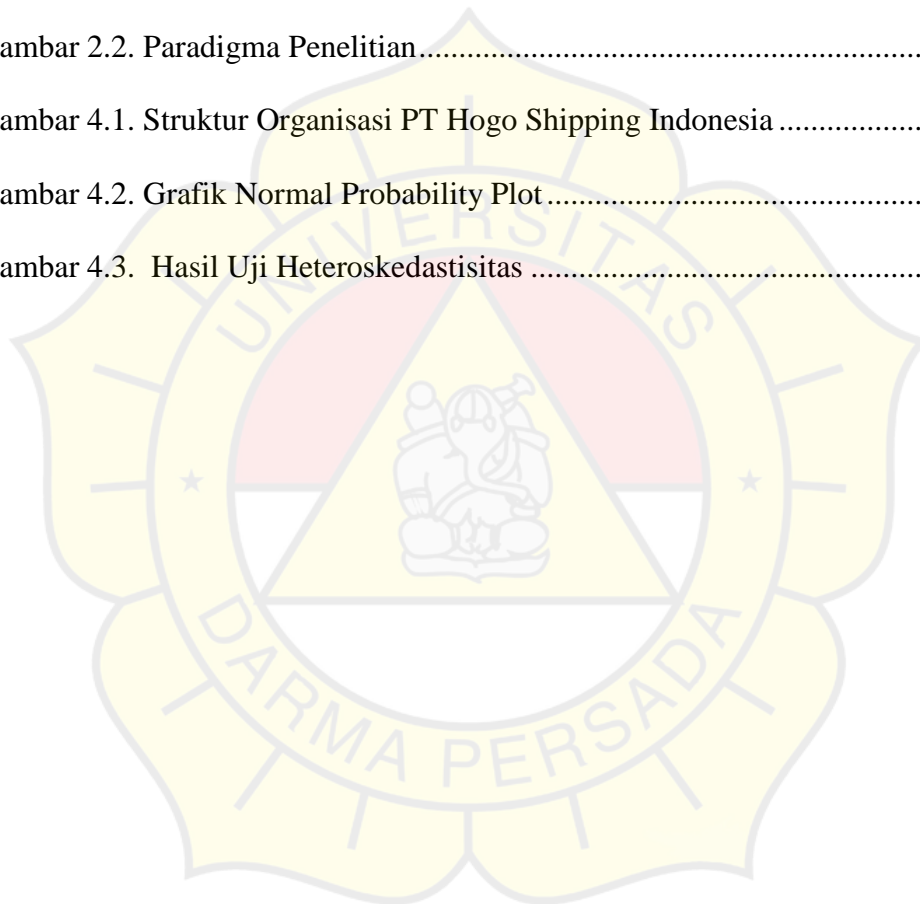 ambar 2.2. Paradigma Penelitian................................................................
ambar 4.1. Struktur Organisasi PT Hogo Shipping Indonesia..................
ambar 4.2. Grafik Normal Probability Plot...............................................
ambar 4.3.  Hasil Uji Heteroskedastisitas.................................................
UNIVERSITAS
DARMA PERSADA